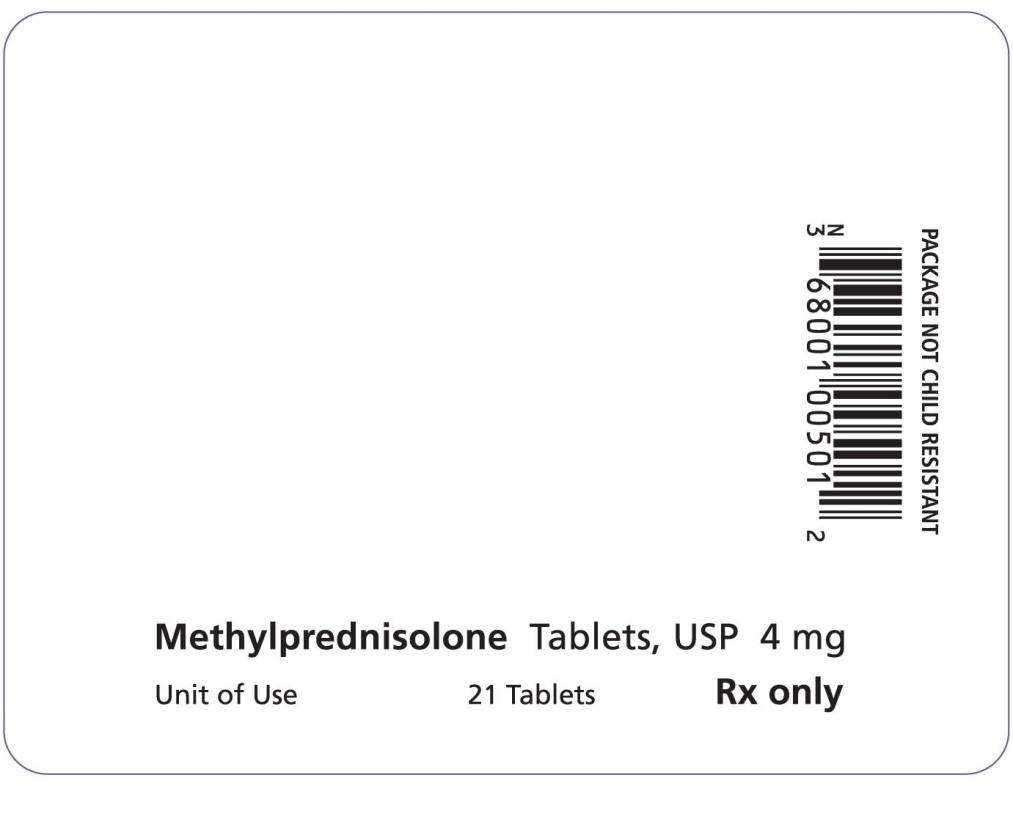 PACKAGE NOT CHILD RESISTANT
N
3 68001 00501 2
Methylprednisolone Tablets, USP 4 mg
Unit of Use 21 Tablets Rx only